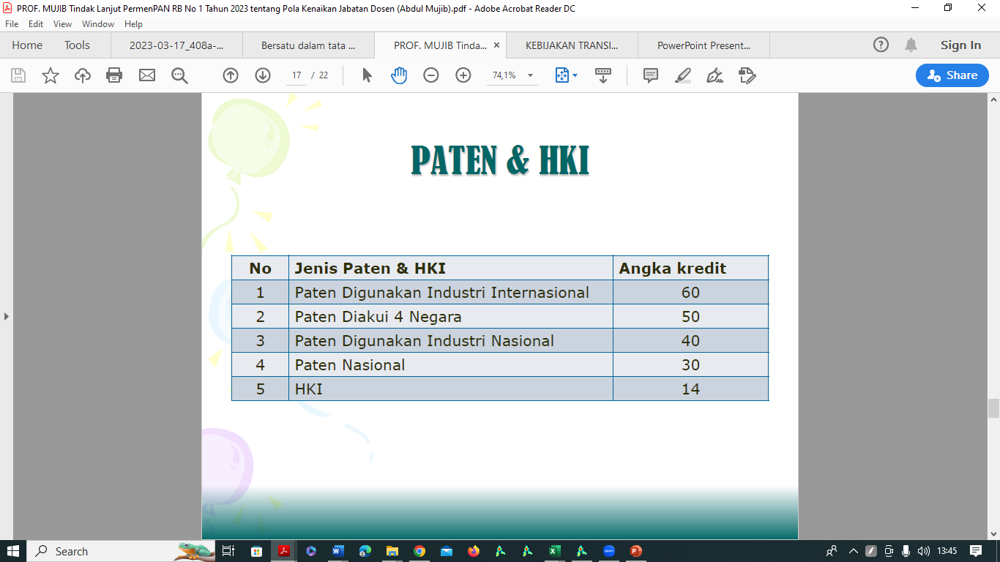 PROF. MUJIB Tindak Lanjut PermenPAN RB No 1 Tahun 2023 tentang Pola Kenaikan Jabatan Dosen (Abdul Mujib).pdf - Adobe Acrobat Reader DC
File Edit View Window Help
Home Tools 2023-03-17_408a-... Bersatu dalam tata ... PROF. MUJIB Tinda... × KEBIJAKAN TRANSI... PowerPoint Present... Sign In
17 / 22 74,1% Share
PATEN & HKI
No Jenis Paten & HKI Angka kredit
1 Paten Digunakan Industri Internasional 60
2 Paten Diakui 4 Negara 50
3 Paten Digunakan Industri Nasional 40
4 Paten Nasional 30
5 HKI 14
Search 13:45